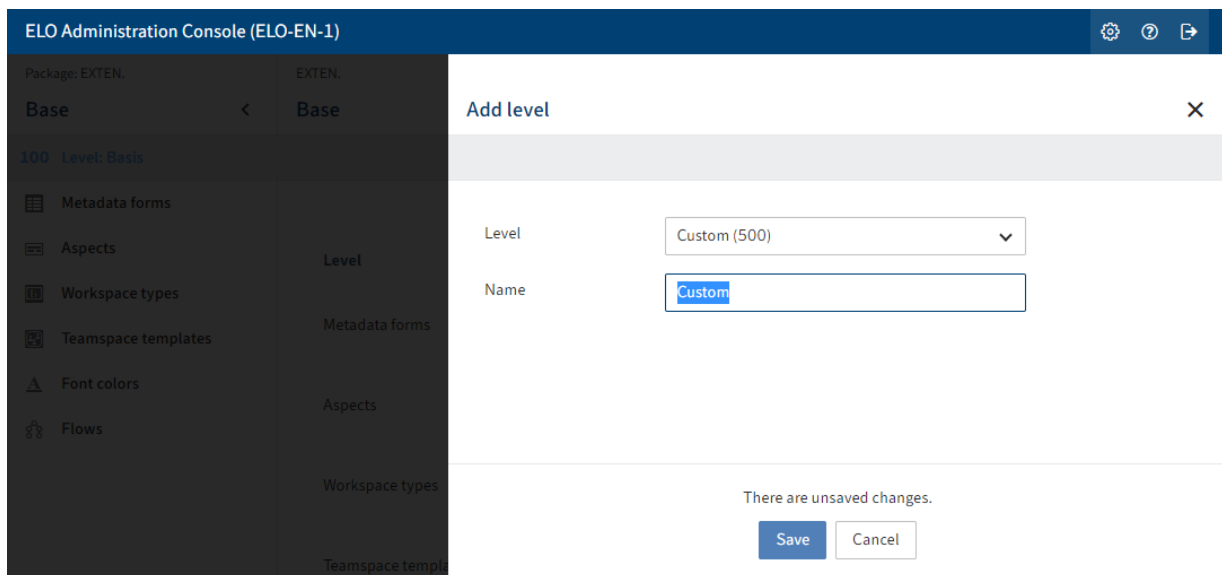 ELO Administration Console (ELO-EN-1)
Package: EXTEN.
Base
100 Level: Basis
Metadata forms
Aspects
Workspace types
Teamspace templates
Font colors
Flows
EXTEN.
Base
Level
Metadata forms
Aspects
Workspace types
Teamspace templa
Add level
Level
Custom (500)
Name
Custom
There are unsaved changes.
Save
Cancel